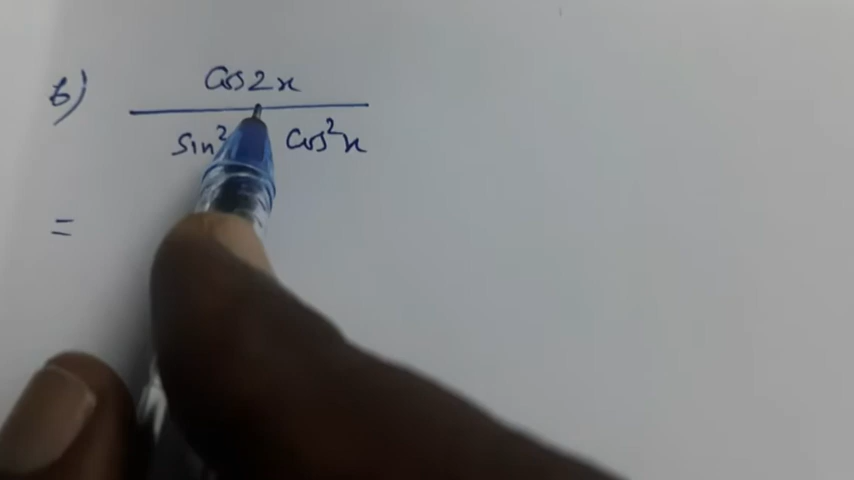 b) cos2x
sin² cos²x
=